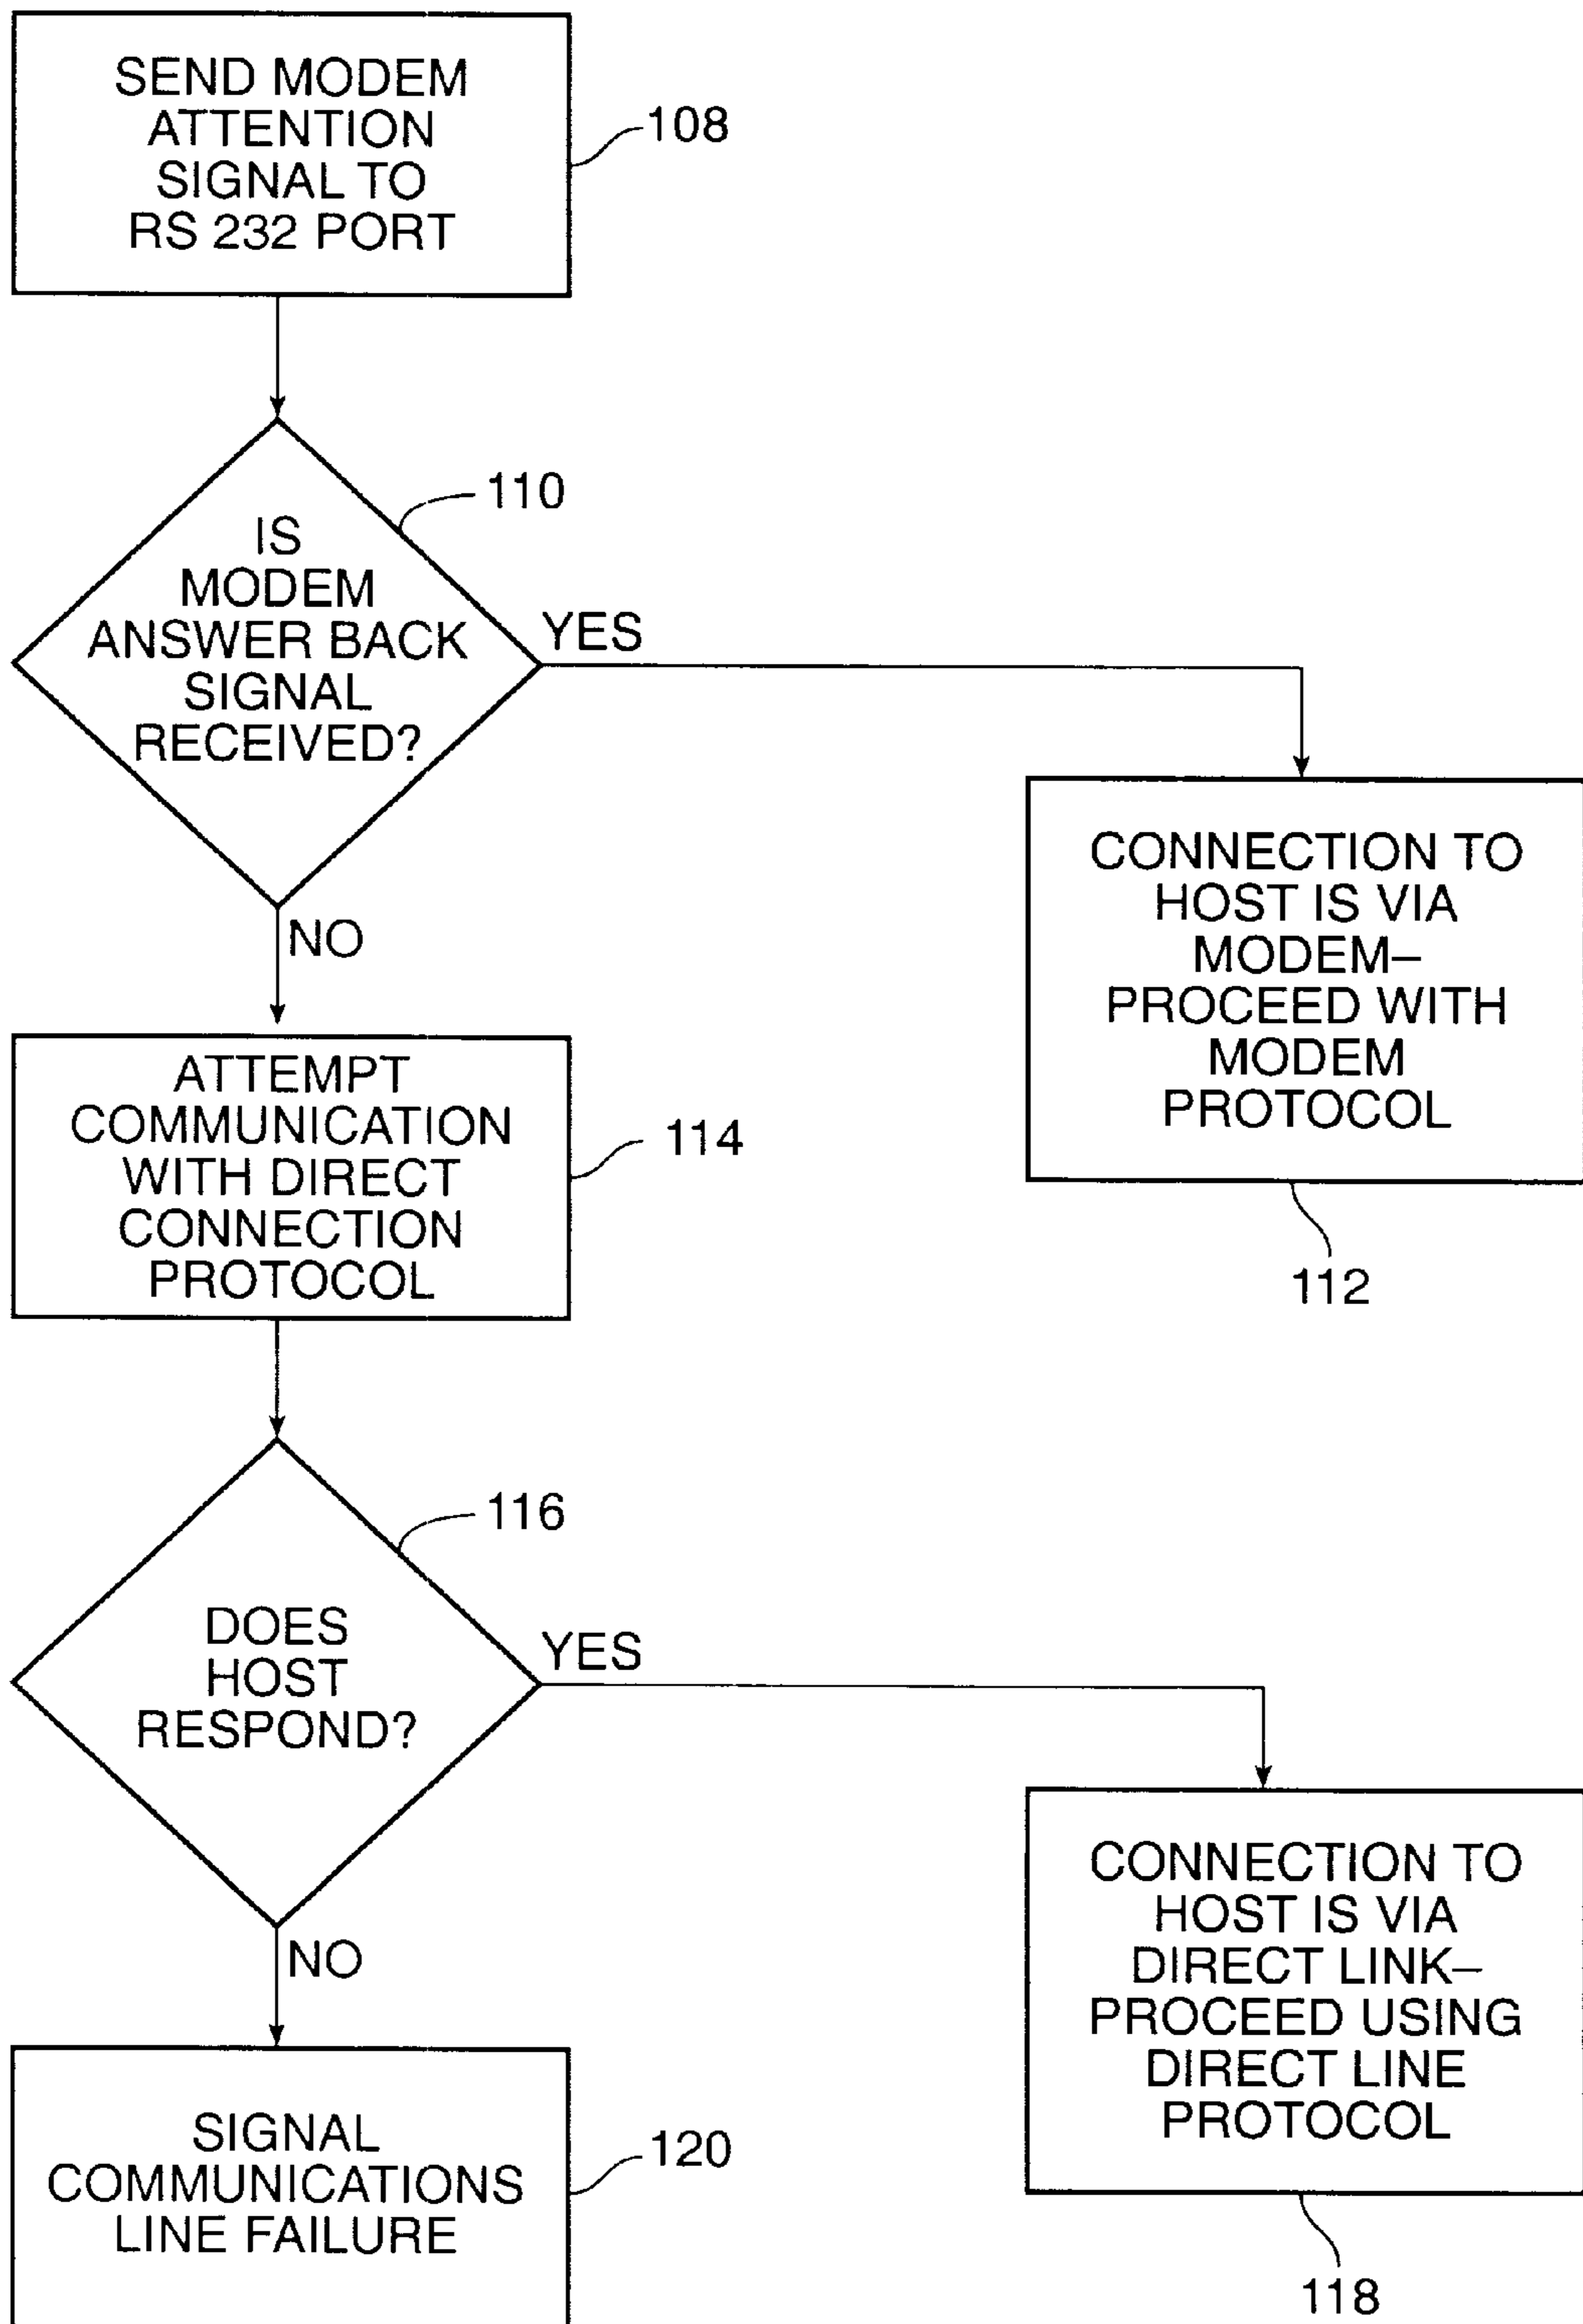 SEND MODEM
ATTENTION
SIGNAL TO
RS 232 PORT
108
110
IS
MODEM
ANSWER BACK
SIGNAL
RECEIVED?
YES
NO
CONNECTION TO
HOST IS VIA
MODEM–
PROCEED WITH
MODEM
PROTOCOL
112
ATTEMPT
COMMUNICATION
WITH DIRECT
CONNECTION
PROTOCOL
114
116
DOES
HOST
RESPOND?
YES
NO
CONNECTION TO
HOST IS VIA
DIRECT LINK–
PROCEED USING
DIRECT LINE
PROTOCOL
118
SIGNAL
COMMUNICATIONS
LINE FAILURE
120